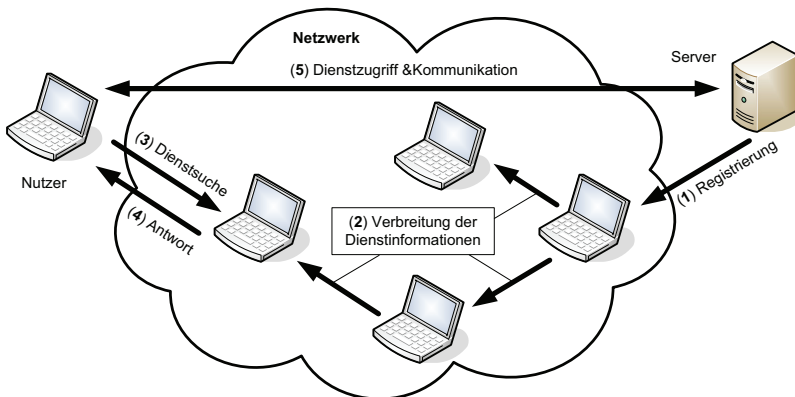 Netzwerk
(5) Dienstzugriff &Kommunikation
Server
Nutzer
(3) Dienstsuche
(4) Antwort
(1) Registrierung
(2) Verbreitung der
Dienstinformationen